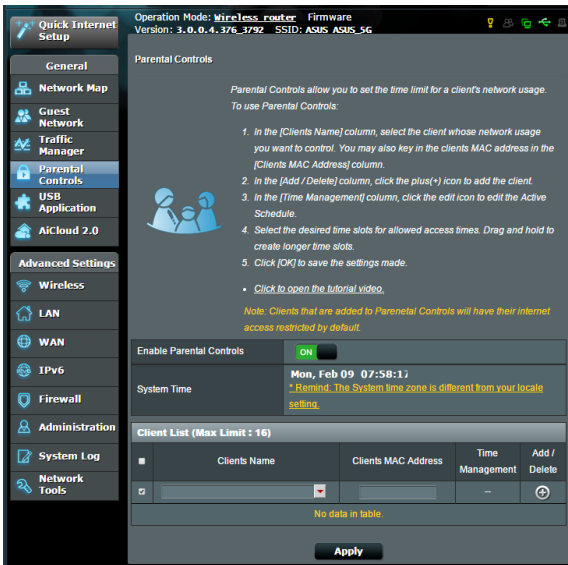 Quick Internet
Setup
General
Network Map
Guest
Network
Traffic
Manager
Parental
Controls
USB
Application
AiCloud 2.0
Advanced Settings
Wireless
LAN
WAN
IPv6
Firewall
Administration
System Log
Network
Tools
Operation Mode: Wireless router Firmware
Version: 3.0.0.4.376_3792 SSID: ASUS ASUS_5G
Parental Controls
Parental Controls allow you to set the time limit for a client's network usage.
To use Parental Controls:
1. In the [Clients Name] column, select the client whose network usage
you want to control. You may also key in the clients MAC address in the
[Clients MAC Address] column.
2. In the [Add / Delete] column, click the plus(+) icon to add the client.
3. In the [Time Management] column, click the edit icon to edit the Active
Schedule.
4. Select the desired time slots for allowed access times. Drag and hold to
create longer time slots.
5. Click [OK] to save the settings made.
• Click to open the tutorial video.
Note: Clients that are added to Parenetal Controls will have their internet
access restricted by default.
Enable Parental Controls ON
System Time Mon, Feb 09 07:58:17
* Remind: The System time zone is different from your locale
setting.
Client List (Max Limit : 16)
Clients Name Clients MAC Address Time
Management Add /
Delete
--
No data in table.
Apply